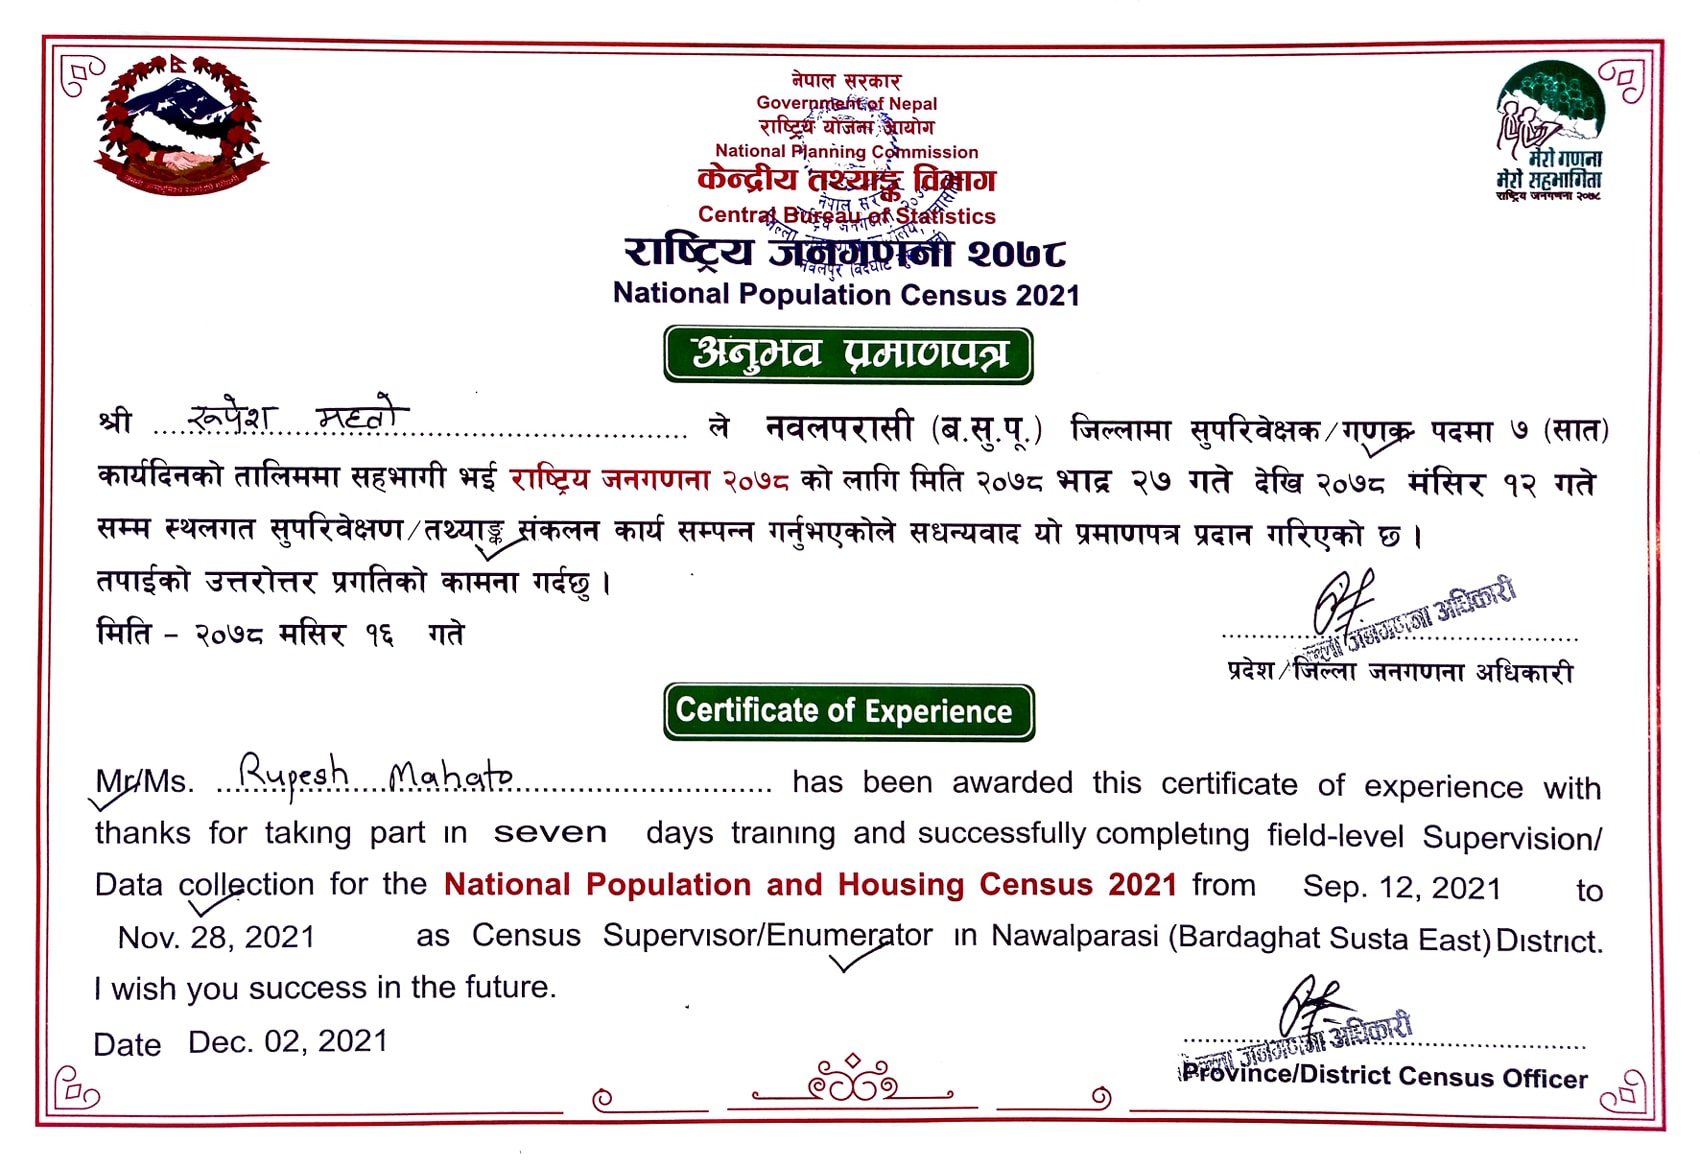 नेपाल सरकार
Government of Nepal
राष्ट्रिय योजना आयोग
National Planning Commission
केन्द्रीय तथ्याङ्क विभाग
Central Bureau of Statistics
राष्ट्रिय जनगणना २०७८
National Population Census 2021
मेरो गणना
मेरो सहभागिता
राष्ट्रिय जनगणना २०७८
अनुभव प्रमाणपत्र
श्री रूपेश महतो ले नवलपरासी (ब.सु.पू.) जिल्लामा सुपरिवेक्षक/गणक पदमा ७ (सात)
कार्यदिनको तालिममा सहभागी भई राष्ट्रिय जनगणना २०७८ को लागि मिति २०७८ भाद्र २७ गते देखि २०७८ मंसिर १२ गते
सम्म स्थलगत सुपरिवेक्षण/तथ्याङ्क संकलन कार्य सम्पन्न गर्नुभएकोले सधन्यवाद यो प्रमाणपत्र प्रदान गरिएको छ ।
तपाईको उत्तरोत्तर प्रगतिको कामना गर्दछु ।
मिति - २०७८ मसिर १६ गते
जिल्ला जनगणना अधिकारी
प्रदेश/जिल्ला जनगणना अधिकारी
Certificate of Experience
Mr/Ms. Rupesh Mahato has been awarded this certificate of experience with
thanks for taking part in seven days training and successfully completing field-level Supervision/
Data collection for the National Population and Housing Census 2021 from Sep. 12, 2021 to
Nov. 28, 2021 as Census Supervisor/Enumerator in Nawalparasi (Bardaghat Susta East) District.
I wish you success in the future.
Date Dec. 02, 2021
जिल्ला जनगणना अधिकारी
Province/District Census Officer